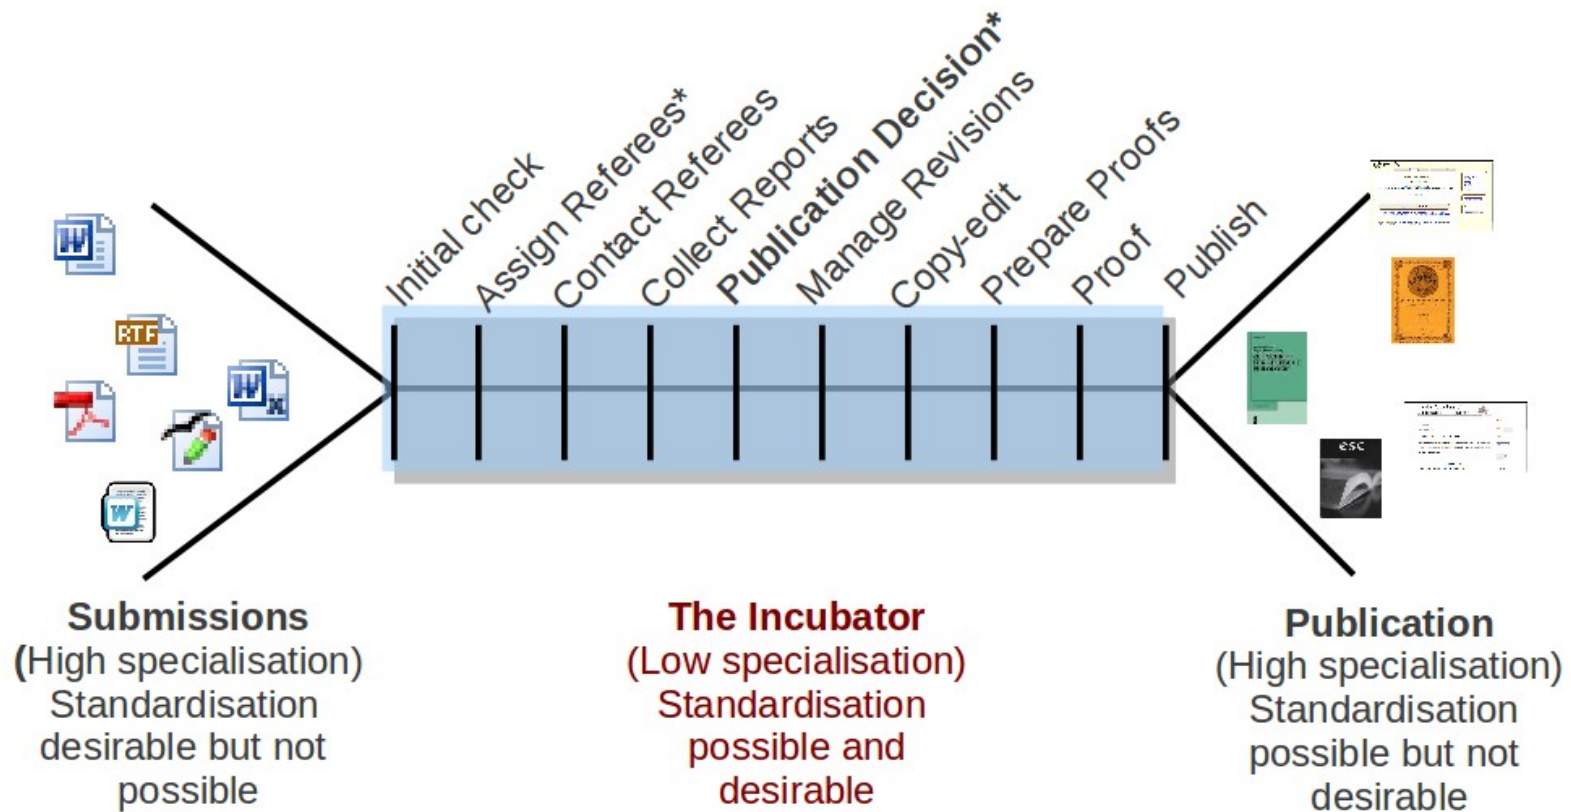 Initial check
Assign Referees*
Contact Referees
Collect Reports
Publication Decision*
Manage Revisions
Copy-edit
Prepare Proofs
Proof
Publish
W
RTF
W
X
W
esc
Submissions
(High specialisation)
Standardisation
desirable but not
possible
The Incubator
(Low specialisation)
Standardisation
possible and
desirable
Publication
(High specialisation)
Standardisation
possible but not
desirable